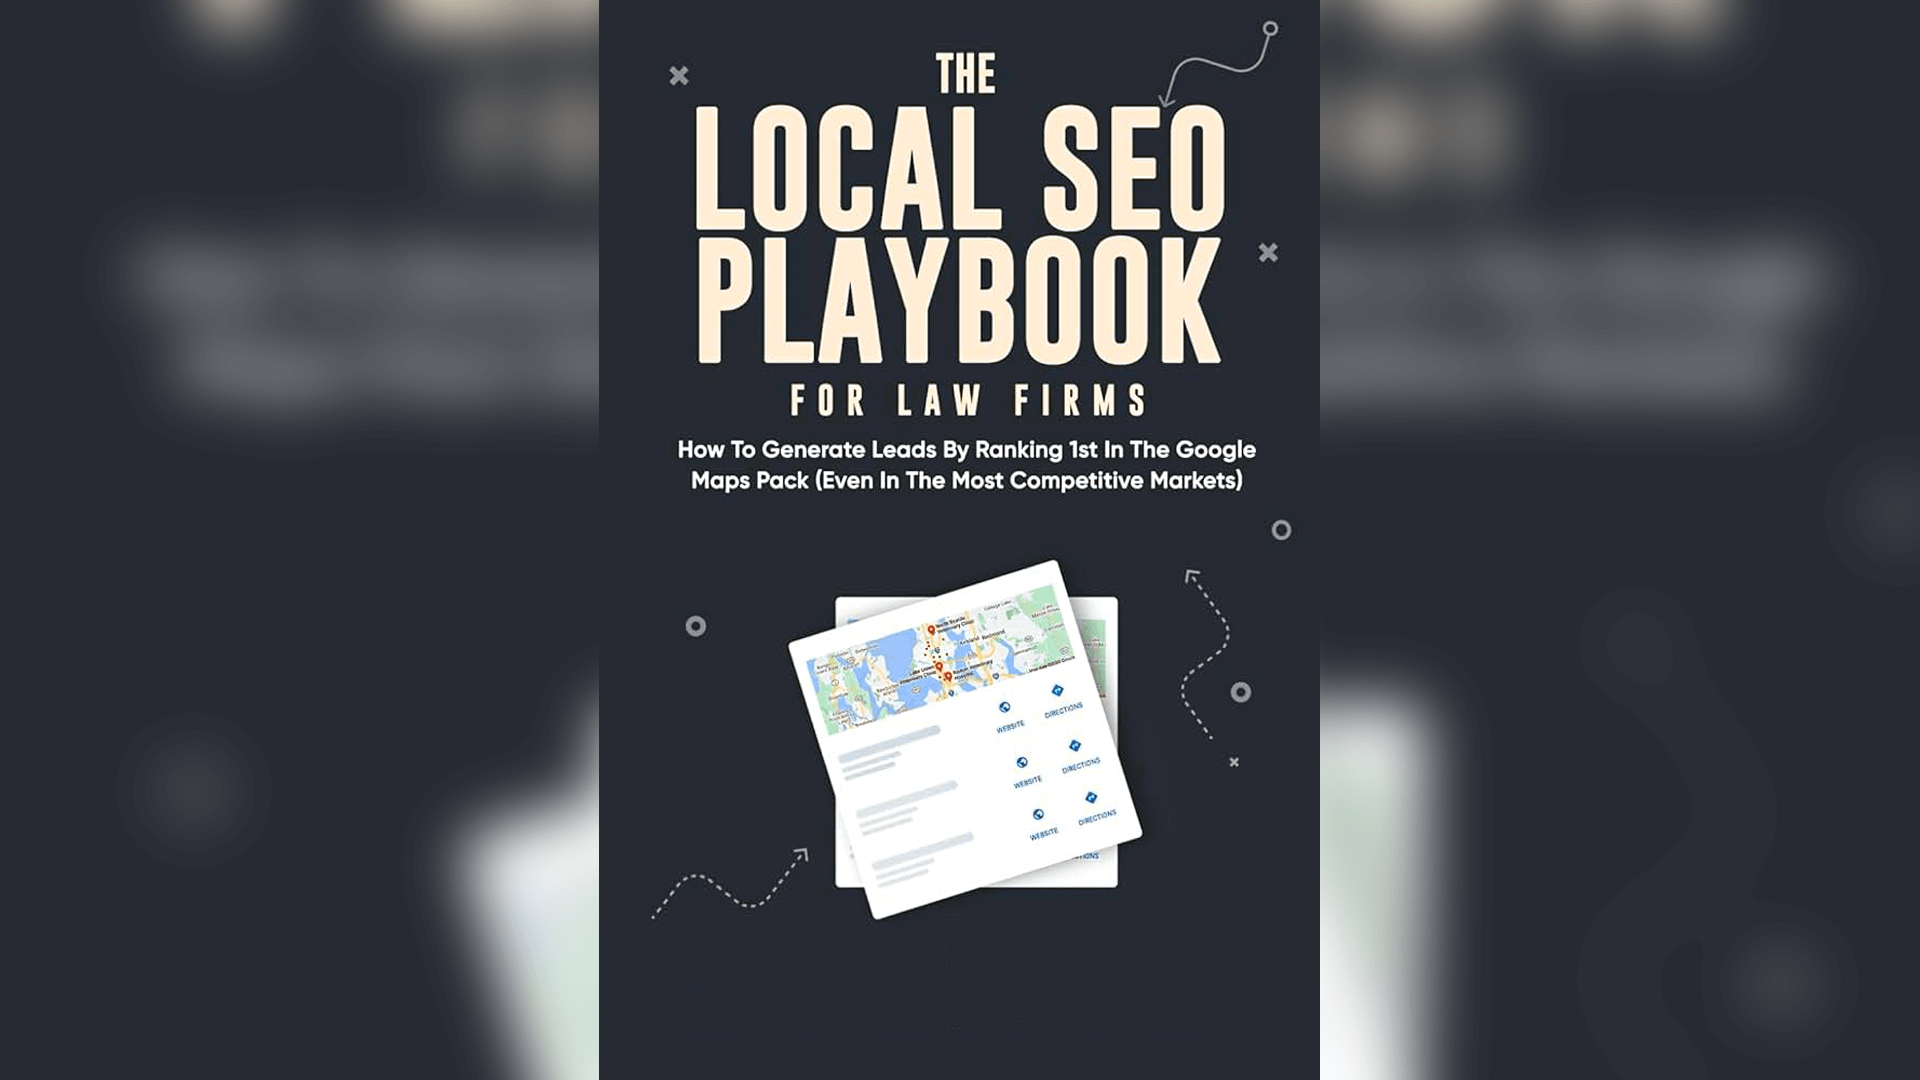 THE
LOCAL SEO
PLAYBOOK
FOR LAW FIRMS
How To Generate Leads By Ranking 1st In The Google
Maps Pack (Even In The Most Competitive Markets)
WEBSITE
DIRECTIONS
WEBSITE
DIRECTIONS
WEBSITE
DIRECTIONS